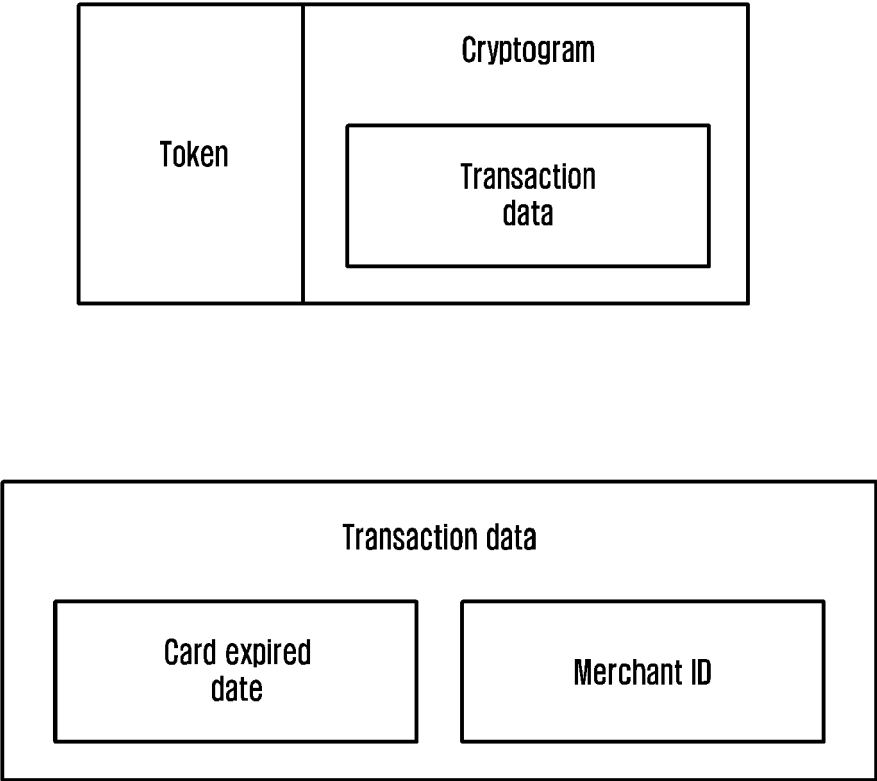 Cryptogram
Token
Transaction
data
Transaction data
Card expired
date
Merchant ID